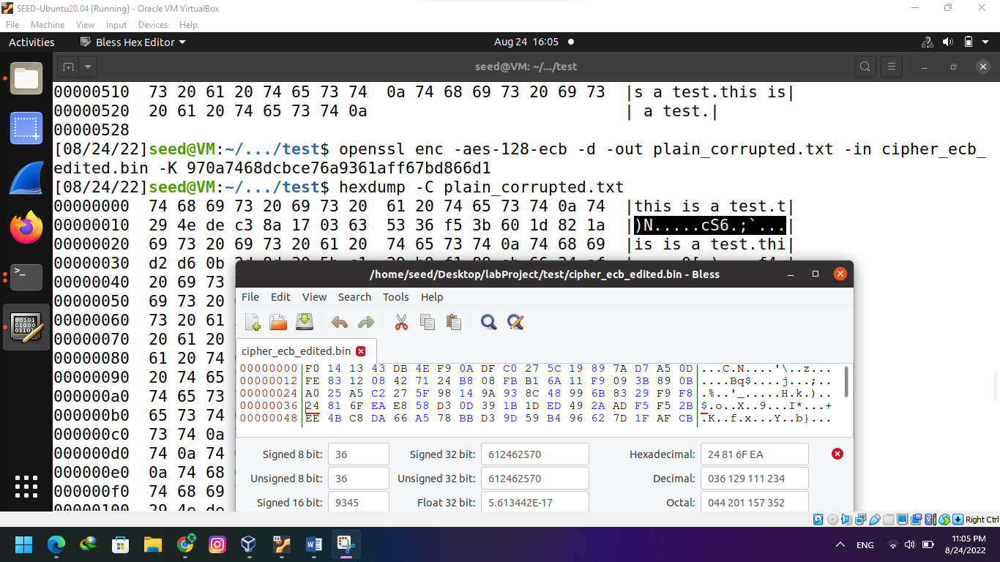 SEED-Ubuntu20.04 [Running] - Oracle VM VirtualBox
File Machine View Input Devices Help
Activities Bless Hex Editor Aug 24 16:05
seed@VM: ~/.../test
00000510 73 20 61 20 74 65 73 74 0a 74 68 69 73 20 69 73 |s a test.this is|
00000520 20 61 20 74 65 73 74 0a | a test.|
00000528
[08/24/22]seed@VM:~/.../test$ openssl enc -aes-128-ecb -d -out plain_corrupted.txt -in cipher_ecb_
edited.bin -K 970a7468dcbce76a9361aff67bd866d1
[08/24/22]seed@VM:~/.../test$ hexdump -C plain_corrupted.txt
00000000 74 68 69 73 20 69 73 20 61 20 74 65 73 74 0a 74 |this is a test.t|
00000010 29 4e de c3 8a 17 03 63 53 36 f5 3b 60 1d 82 1a |)N.....cS6.;`...|
00000020 69 73 20 69 73 20 61 20 74 65 73 74 0a 74 68 69 |is is a test.thi|
00000030 d2 d6 0b
00000040 20 69 73
00000050 69 73 20
00000060 73 20 61
00000070 20 61 20
00000080 61 20 74
00000090 20 74 65
000000a0 74 65 73
000000b0 65 73 74
000000c0 73 74 0a
000000d0 74 0a 74
000000e0 0a 74 68
000000f0 74 68 69
00000100 29 4e de
/home/seed/Desktop/labProject/test/cipher_ecb_edited.bin - Bless
File Edit View Search Tools Help
cipher_ecb_edited.bin
00000000 F0 14 13 43 DB 4E F9 0A DF C0 27 5C 19 89 7A D7 A5 0D ...C.N....'\..z...
00000012 FE 83 12 08 42 71 24 B8 08 FB B1 6A 11 F9 09 3B 89 0B ....Bq$....j...;..
00000024 A0 25 A5 C2 27 5F 98 14 9A 93 8C 48 99 6B 83 29 F9 F8 .%..'_.....H.k.)..
00000036 24 81 6F EA E8 58 D3 0D 39 1B 1D ED 49 2A AD F5 F5 2B $.o..X..9...I*...+
00000048 EE 4B C8 DA 66 A5 78 BB D3 9D 59 B4 96 62 7D 1F AF CB .K..f.x...Y..b}...
Signed 8 bit: 36 Signed 32 bit: 612462570 Hexadecimal: 24 81 6F EA
Unsigned 8 bit: 36 Unsigned 32 bit: 612462570 Decimal: 036 129 111 234
Signed 16 bit: 9345 Float 32 bit: 5.613442E-17 Octal: 044 201 157 352
Right Ctrl
ENG
11:05 PM
8/24/2022